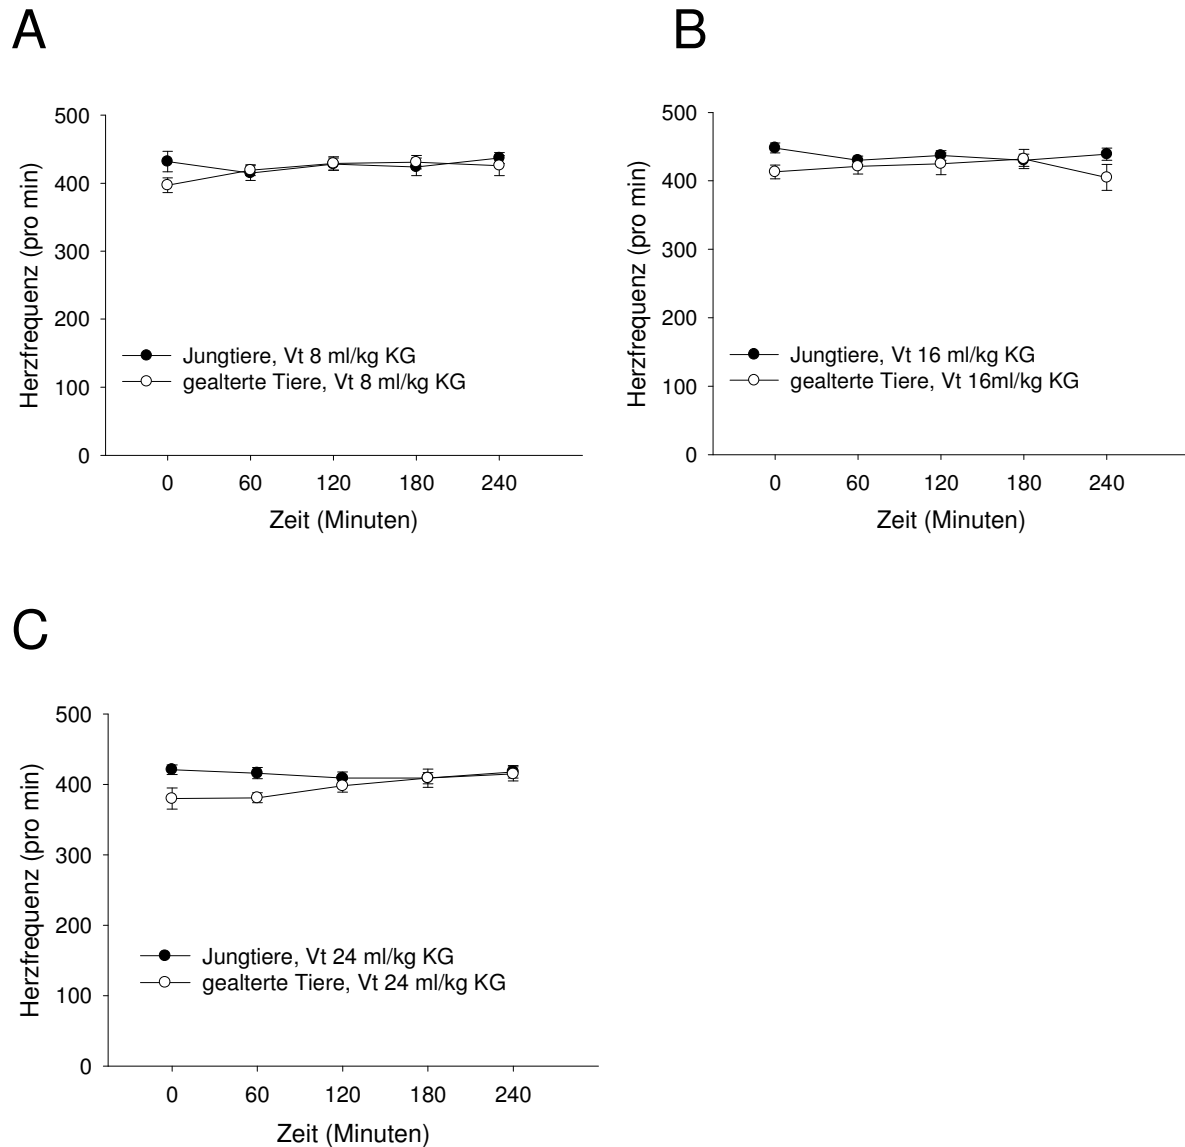 A
500
400
300
200
100
0
Herzfrequenz (pro min)
Jungtiere, Vt 8 ml/kg KG
gealterte Tiere, Vt 8 ml/kg KG
0 60 120 180 240
Zeit (Minuten)
B
500
400
300
200
100
0
Herzfrequenz (pro min)
Jungtiere, Vt 16 ml/kg KG
gealterte Tiere, Vt 16ml/kg KG
0 60 120 180 240
Zeit (Minuten)
C
500
400
300
200
100
0
Herzfrequenz (pro min)
Jungtiere, Vt 24 ml/kg KG
gealterte Tiere, Vt 24 ml/kg KG
0 60 120 180 240
Zeit (Minuten)